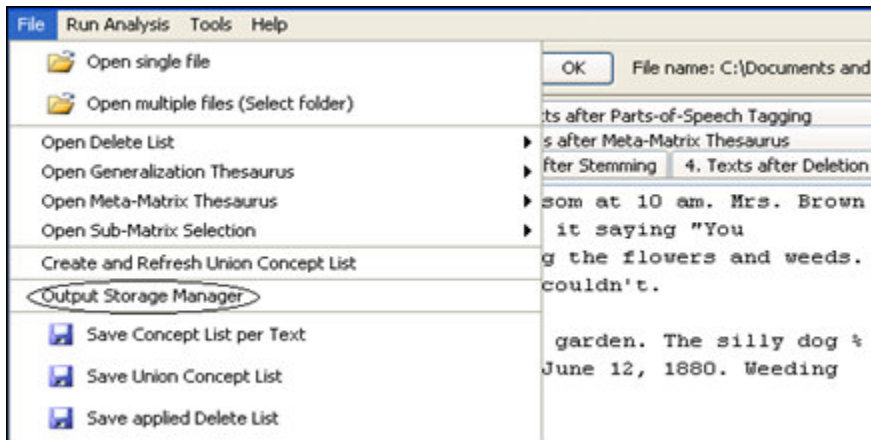 File Run Analysis Tools Help
Open single file
Open multiple files (Select folder)
Open Delete List
Open Generalization Thesaurus
Open Meta-Matrix Thesaurus
Open Sub-Matrix Selection
Create and Refresh Union Concept List
Output Storage Manager
Save Concept List per Text
Save Union Concept List
Save applied Delete List
OK File name: C:\Documents and
ts after Parts-of-Speech Tagging
s after Meta-Matrix Thesaurus
fter Stemming 4. Texts after Deletion
som at 10 am. Mrs. Brown
it saying "You
g the flowers and weeds.
couldn't.
garden. The silly dog %
June 12, 1880. Weeding